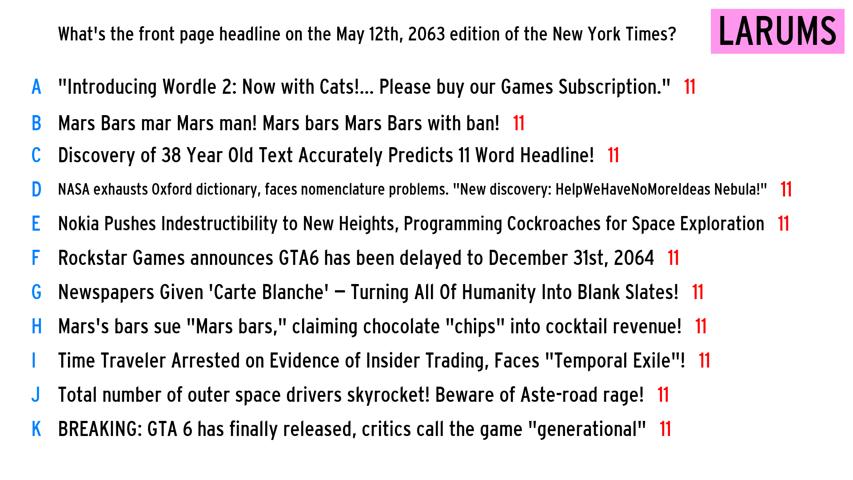 What's the front page headline on the May 12th, 2063 edition of the New York Times?
LARUMS
A "Introducing Wordle 2: Now with Cats!... Please buy our Games Subscription." 11
B Mars Bars mar Mars man! Mars bars Mars Bars with ban! 11
C Discovery of 38 Year Old Text Accurately Predicts 11 Word Headline! 11
D NASA exhausts Oxford dictionary, faces nomenclature problems. "New discovery: HelpWeHaveNoMoreIdeas Nebula!" 11
E Nokia Pushes Indestructibility to New Heights, Programming Cockroaches for Space Exploration 11
F Rockstar Games announces GTA6 has been delayed to December 31st, 2064 11
G Newspapers Given 'Carte Blanche' – Turning All Of Humanity Into Blank Slates! 11
H Mars's bars sue "Mars bars," claiming chocolate "chips" into cocktail revenue! 11
I Time Traveler Arrested on Evidence of Insider Trading, Faces "Temporal Exile"! 11
J Total number of outer space drivers skyrocket! Beware of Aste-road rage! 11
K BREAKING: GTA 6 has finally released, critics call the game "generational" 11